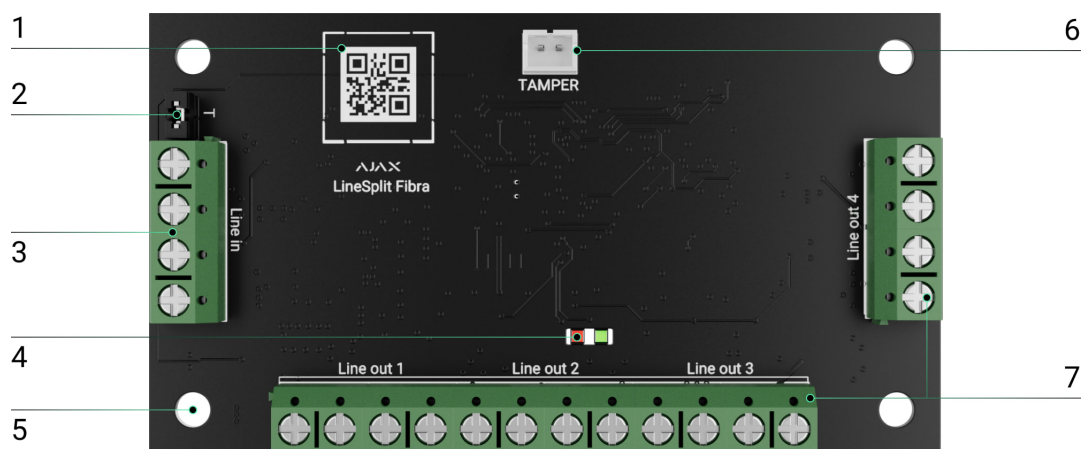 1
6
TAMPER
2
T
AJAX
LineSplit Fibra
Line in
Line out 4
3
4
Line out 1
Line out 2
Line out 3
7
5